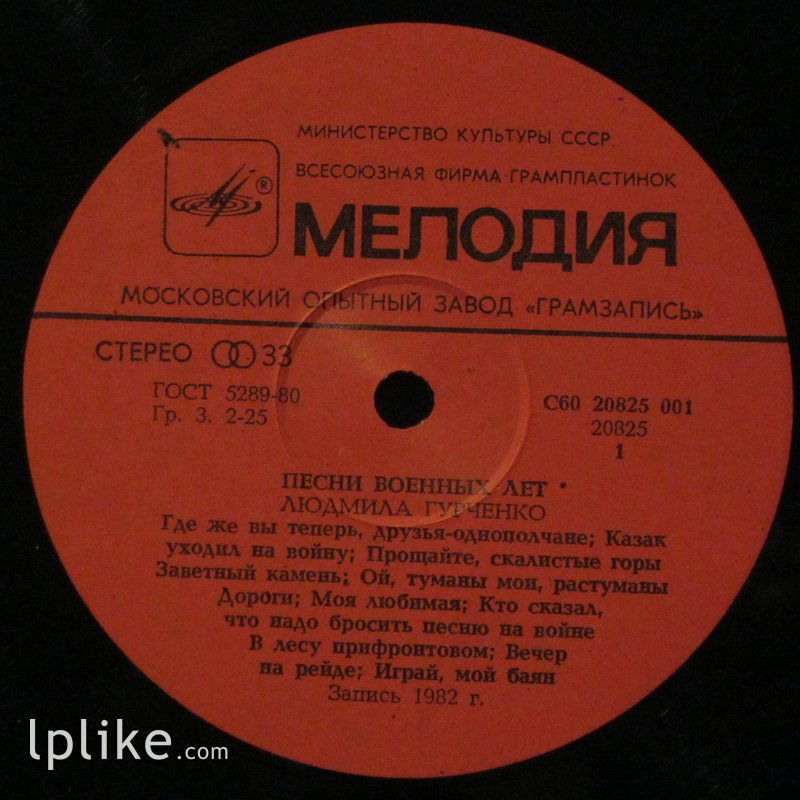 МИНИСТЕРСТВО КУЛЬТУРЫ СССР
ВСЕСОЮЗНАЯ ФИРМА ГРАМПЛАСТИНОК
®
МЕЛОДИЯ
МОСКОВСКИЙ ОПЫТНЫЙ ЗАВОД «ГРАМЗАПИСЬ»
СТЕРЕО 33
ГОСТ 5289-80
Гр. 3. 2-25
С60 20825 001
20825
1
ПЕСНИ ВОЕННЫХ ЛЕТ
ЛЮДМИЛА ГУРЧЕНКО
Где же вы теперь, друзья-однополчане; Казак
уходил на войну; Прощайте, скалистые горы
Заветный камень; Ой, туманы мои, растуманы
Дороги; Моя любимая; Кто сказал,
что надо бросить песню на войне
В лесу прифронтовом; Вечер
на рейде; Играй, мой баян
Запись 1982 г.
lplike.com